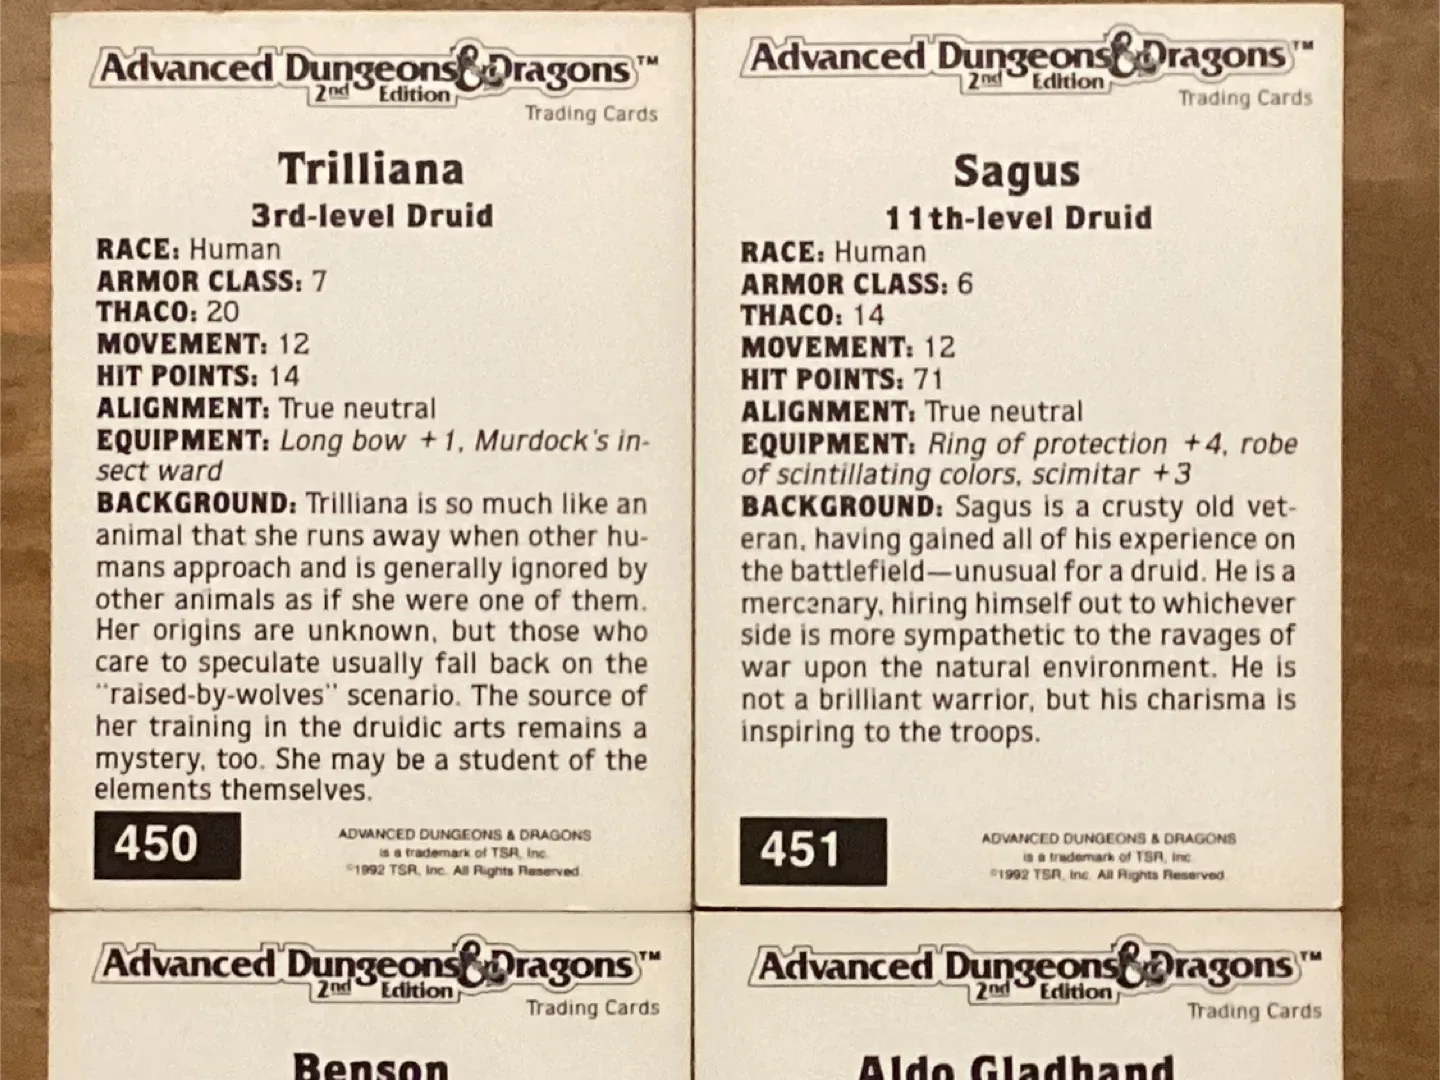 Advanced Dungeons & Dragons™
2nd Edition
Trading Cards
Trilliana
3rd-level Druid
RACE: Human
ARMOR CLASS: 7
THACO: 20
MOVEMENT: 12
HIT POINTS: 14
ALIGNMENT: True neutral
EQUIPMENT: Long bow +1, Murdock's in-
sect ward
BACKGROUND: Trilliana is so much like an
animal that she runs away when other hu-
mans approach and is generally ignored by
other animals as if she were one of them.
Her origins are unknown, but those who
care to speculate usually fall back on the
"raised-by-wolves" scenario. The source of
her training in the druidic arts remains a
mystery, too. She may be a student of the
elements themselves.
450
ADVANCED DUNGEONS & DRAGONS
is a trademark of TSR, Inc.
©1992 TSR, Inc. All Rights Reserved.
Advanced Dungeons & Dragons™
2nd Edition
Trading Cards
Sagus
11th-level Druid
RACE: Human
ARMOR CLASS: 6
THACO: 14
MOVEMENT: 12
HIT POINTS: 71
ALIGNMENT: True neutral
EQUIPMENT: Ring of protection +4, robe
of scintillating colors, scimitar +3
BACKGROUND: Sagus is a crusty old vet-
eran, having gained all of his experience on
the battlefield—unusual for a druid. He is a
mercenary, hiring himself out to whichever
side is more sympathetic to the ravages of
war upon the natural environment. He is
not a brilliant warrior, but his charisma is
inspiring to the troops.
451
ADVANCED DUNGEONS & DRAGONS
is a trademark of TSR, Inc.
©1992 TSR, Inc. All Rights Reserved.
Advanced Dungeons & Dragons™
2nd Edition
Trading Cards
Benson
Advanced Dungeons & Dragons™
2nd Edition
Trading Cards
Aldo Gladhand